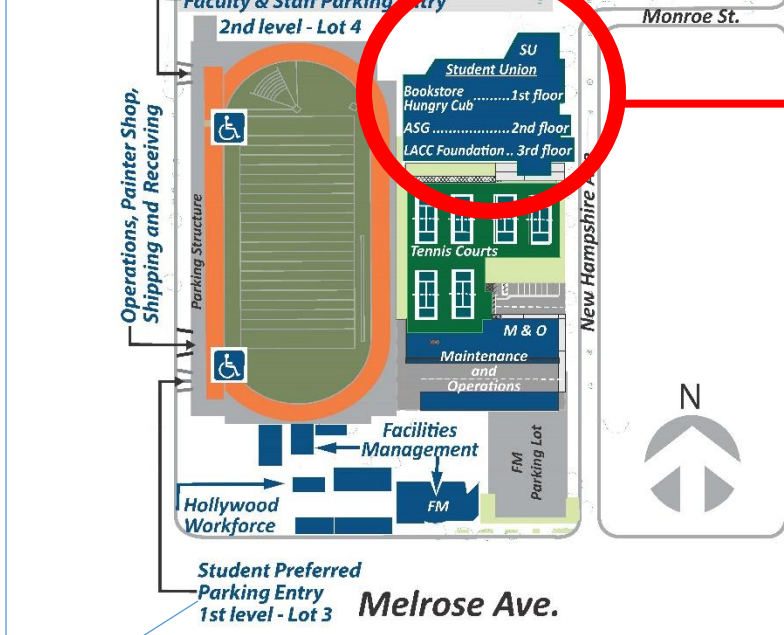 Faculty & Staff Parking Entry
2nd level - Lot 4
Monroe St.
SU
Student Union
Bookstore
Hungry Cub.........1st floor
ASG...................2nd floor
LACC Foundation..3rd floor
Operations, Painter Shop,
Shipping and Receiving
Parking Structure
Tennis Courts
New Hampshire
M & O
Maintenance
and
Operations
N
Facilities
Management
FM
Parking Lot
Hollywood
Workforce
FM
Student Preferred
Parking Entry
1st level - Lot 3
Melrose Ave.